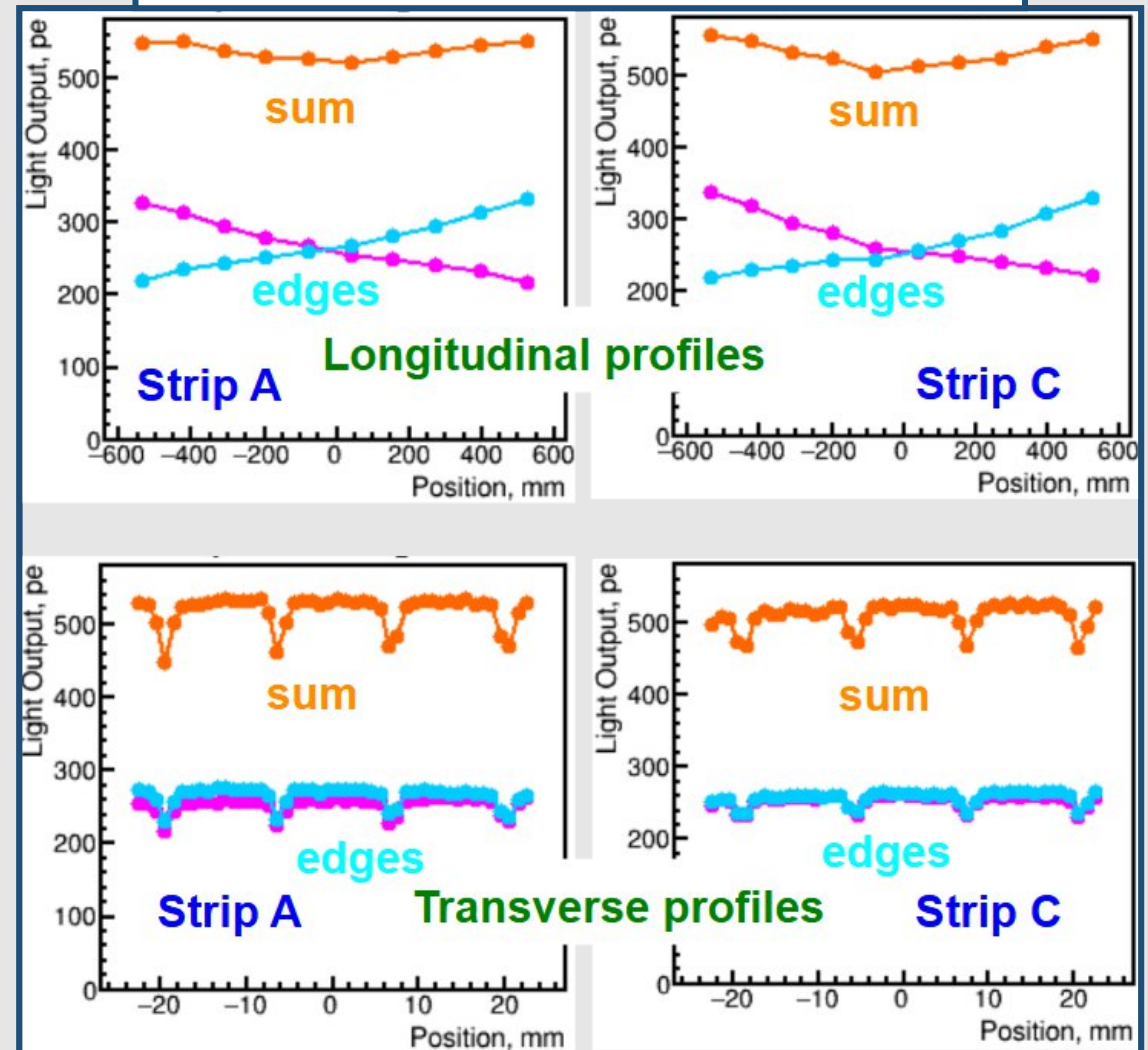 Light Output, pe
500
400
300
200
100
0
sum
edges
Strip A
−600 −400 −200 0 200 400 600
Position, mm
Light Output, pe
500
400
300
200
0
sum
edges
Strip C
−600 −400 −200 0 200 400 600
Position, mm
Longitudinal profiles
Light Output, pe
500
400
300
200
100
0
sum
edges
Strip A
−20 −10 0 10 20
Position, mm
Light Output, pe
500
400
300
200
0
sum
edges
Strip C
−20 −10 0 10 20
Position, mm
Transverse profiles